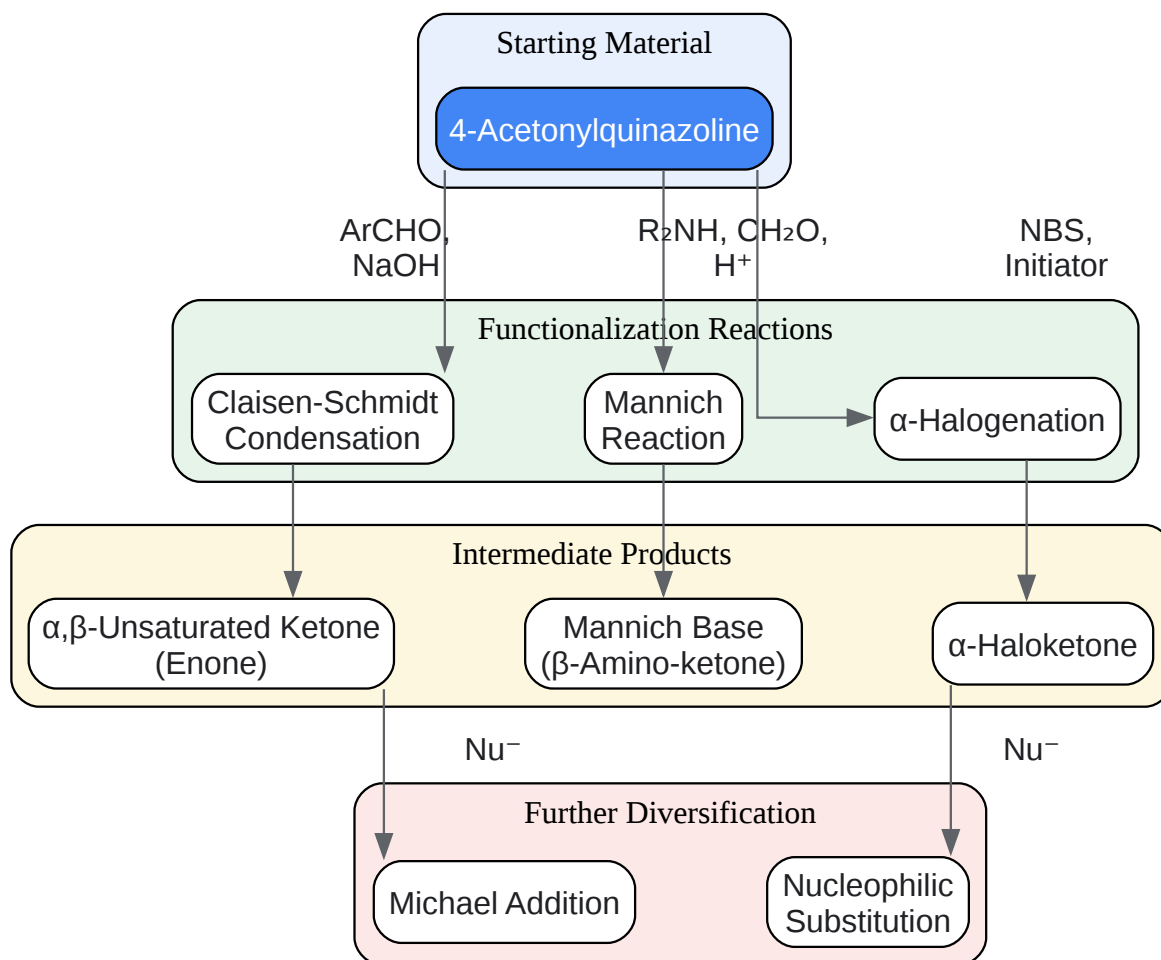 Starting Material
4-Acetonylquinazoline
ArCHO,
NaOH
R₂NH, CH₂O,
H⁺
NBS,
Initiator
Functionalization Reactions
Claisen-Schmidt
Condensation
Mannich
Reaction
α-Halogenation
Intermediate Products
α,β-Unsaturated Ketone
(Enone)
Mannich Base
(β-Amino-ketone)
α-Haloketone
Nu⁻
Nu⁻
Further Diversification
Michael Addition
Nucleophilic
Substitution